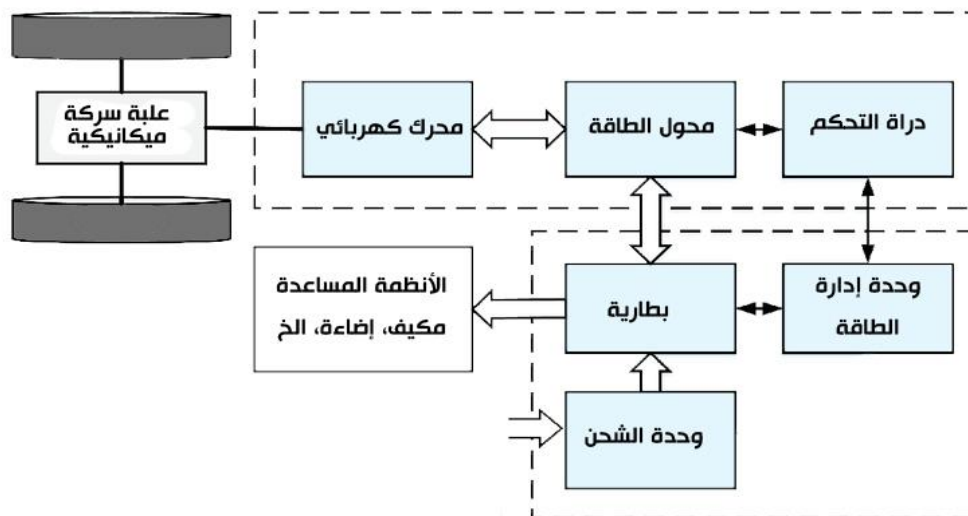 علبة سركة
ميكانيكية
محرك كهربائي
محول الطاقة
دراة التحكم
الأنظمة المساعدة
مكيف، إضاءة، الخ
بطارية
وحدة إدارة
الطاقة
وحدة الشحن